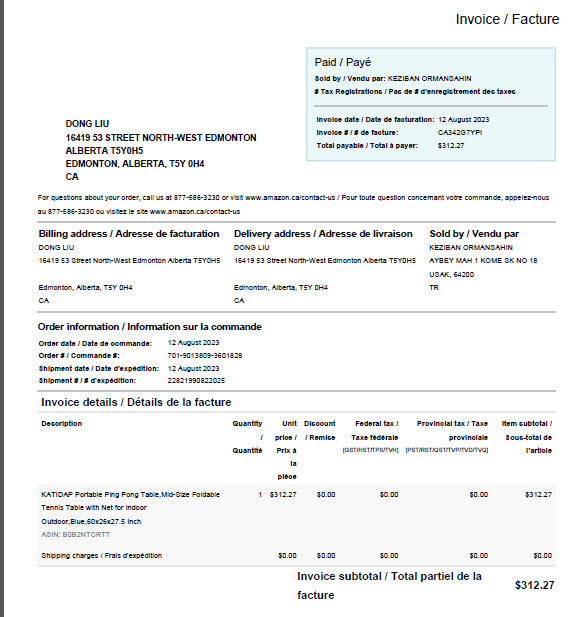 Invoice / Facture
Paid / Payé
Sold by / Vendu par: KEZIBAN ORMANSAHIN
# Tax Registrations / Pas de # d'enregistrement des taxes
Invoice date / Date de facturation: 12 August 2023
Invoice # / # de facture: CA342G7YPI
Total payable / Total à payer: $312.27
DONG LIU
16419 53 STREET NORTH-WEST EDMONTON
ALBERTA T5Y0H5
EDMONTON, ALBERTA, T5Y 0H4
CA
For questions about your order, call us at 877-586-3230 or visit www.amazon.ca/contact-us / Pour toute question concernant votre commande, appelez-nous
au 877-586-3230 ou visitez le site www.amazon.ca/contact-us
Billing address / Adresse de facturation
DONG LIU
16419 53 Street North-West Edmonton Alberta T5Y0H5
Edmonton, Alberta, T5Y 0H4
CA
Delivery address / Adresse de livraison
DONG LIU
16419 53 Street North-West Edmonton Alberta T5Y0H5
Edmonton, Alberta, T5Y 0H4
CA
Sold by / Vendu par
KEZIBAN ORMANSAHIN
AYBEY MAH 1 KOME SK NO 18
USAK, 64200
TR
Order information / Information sur la commande
Order date / Date de commande: 12 August 2023
Order # / Commande #: 701-9013809-3601828
Shipment date / Date d'expédition: 12 August 2023
Shipment # / # d'expédition: 22821990822025
Invoice details / Détails de la facture
Description
Quantity
/
Quantité
Unit
price /
Prix à
la
pièce
Discount
/ Remise
Federal tax /
Taxe fédérale
[GST/HST/TPS/TVH]
Provincial tax / Taxe
provinciale
[PST/RST/QST/TVP/TVD/TVQ]
Item subtotal /
Sous-total de
l'article
KATIDAP Portable Ping Pong Table,Mid-Size Foldable 1 $312.27 $0.00 $0.00 $0.00 $312.27
Tennis Table with Net for Indoor
Outdoor,Blue,60x26x27.5 inch
ASIN: B0B2NTCRTT
Shipping charges / Frais d'expédition $0.00 $0.00 $0.00 $0.00 $0.00
Invoice subtotal / Total partiel de la
facture
$312.27